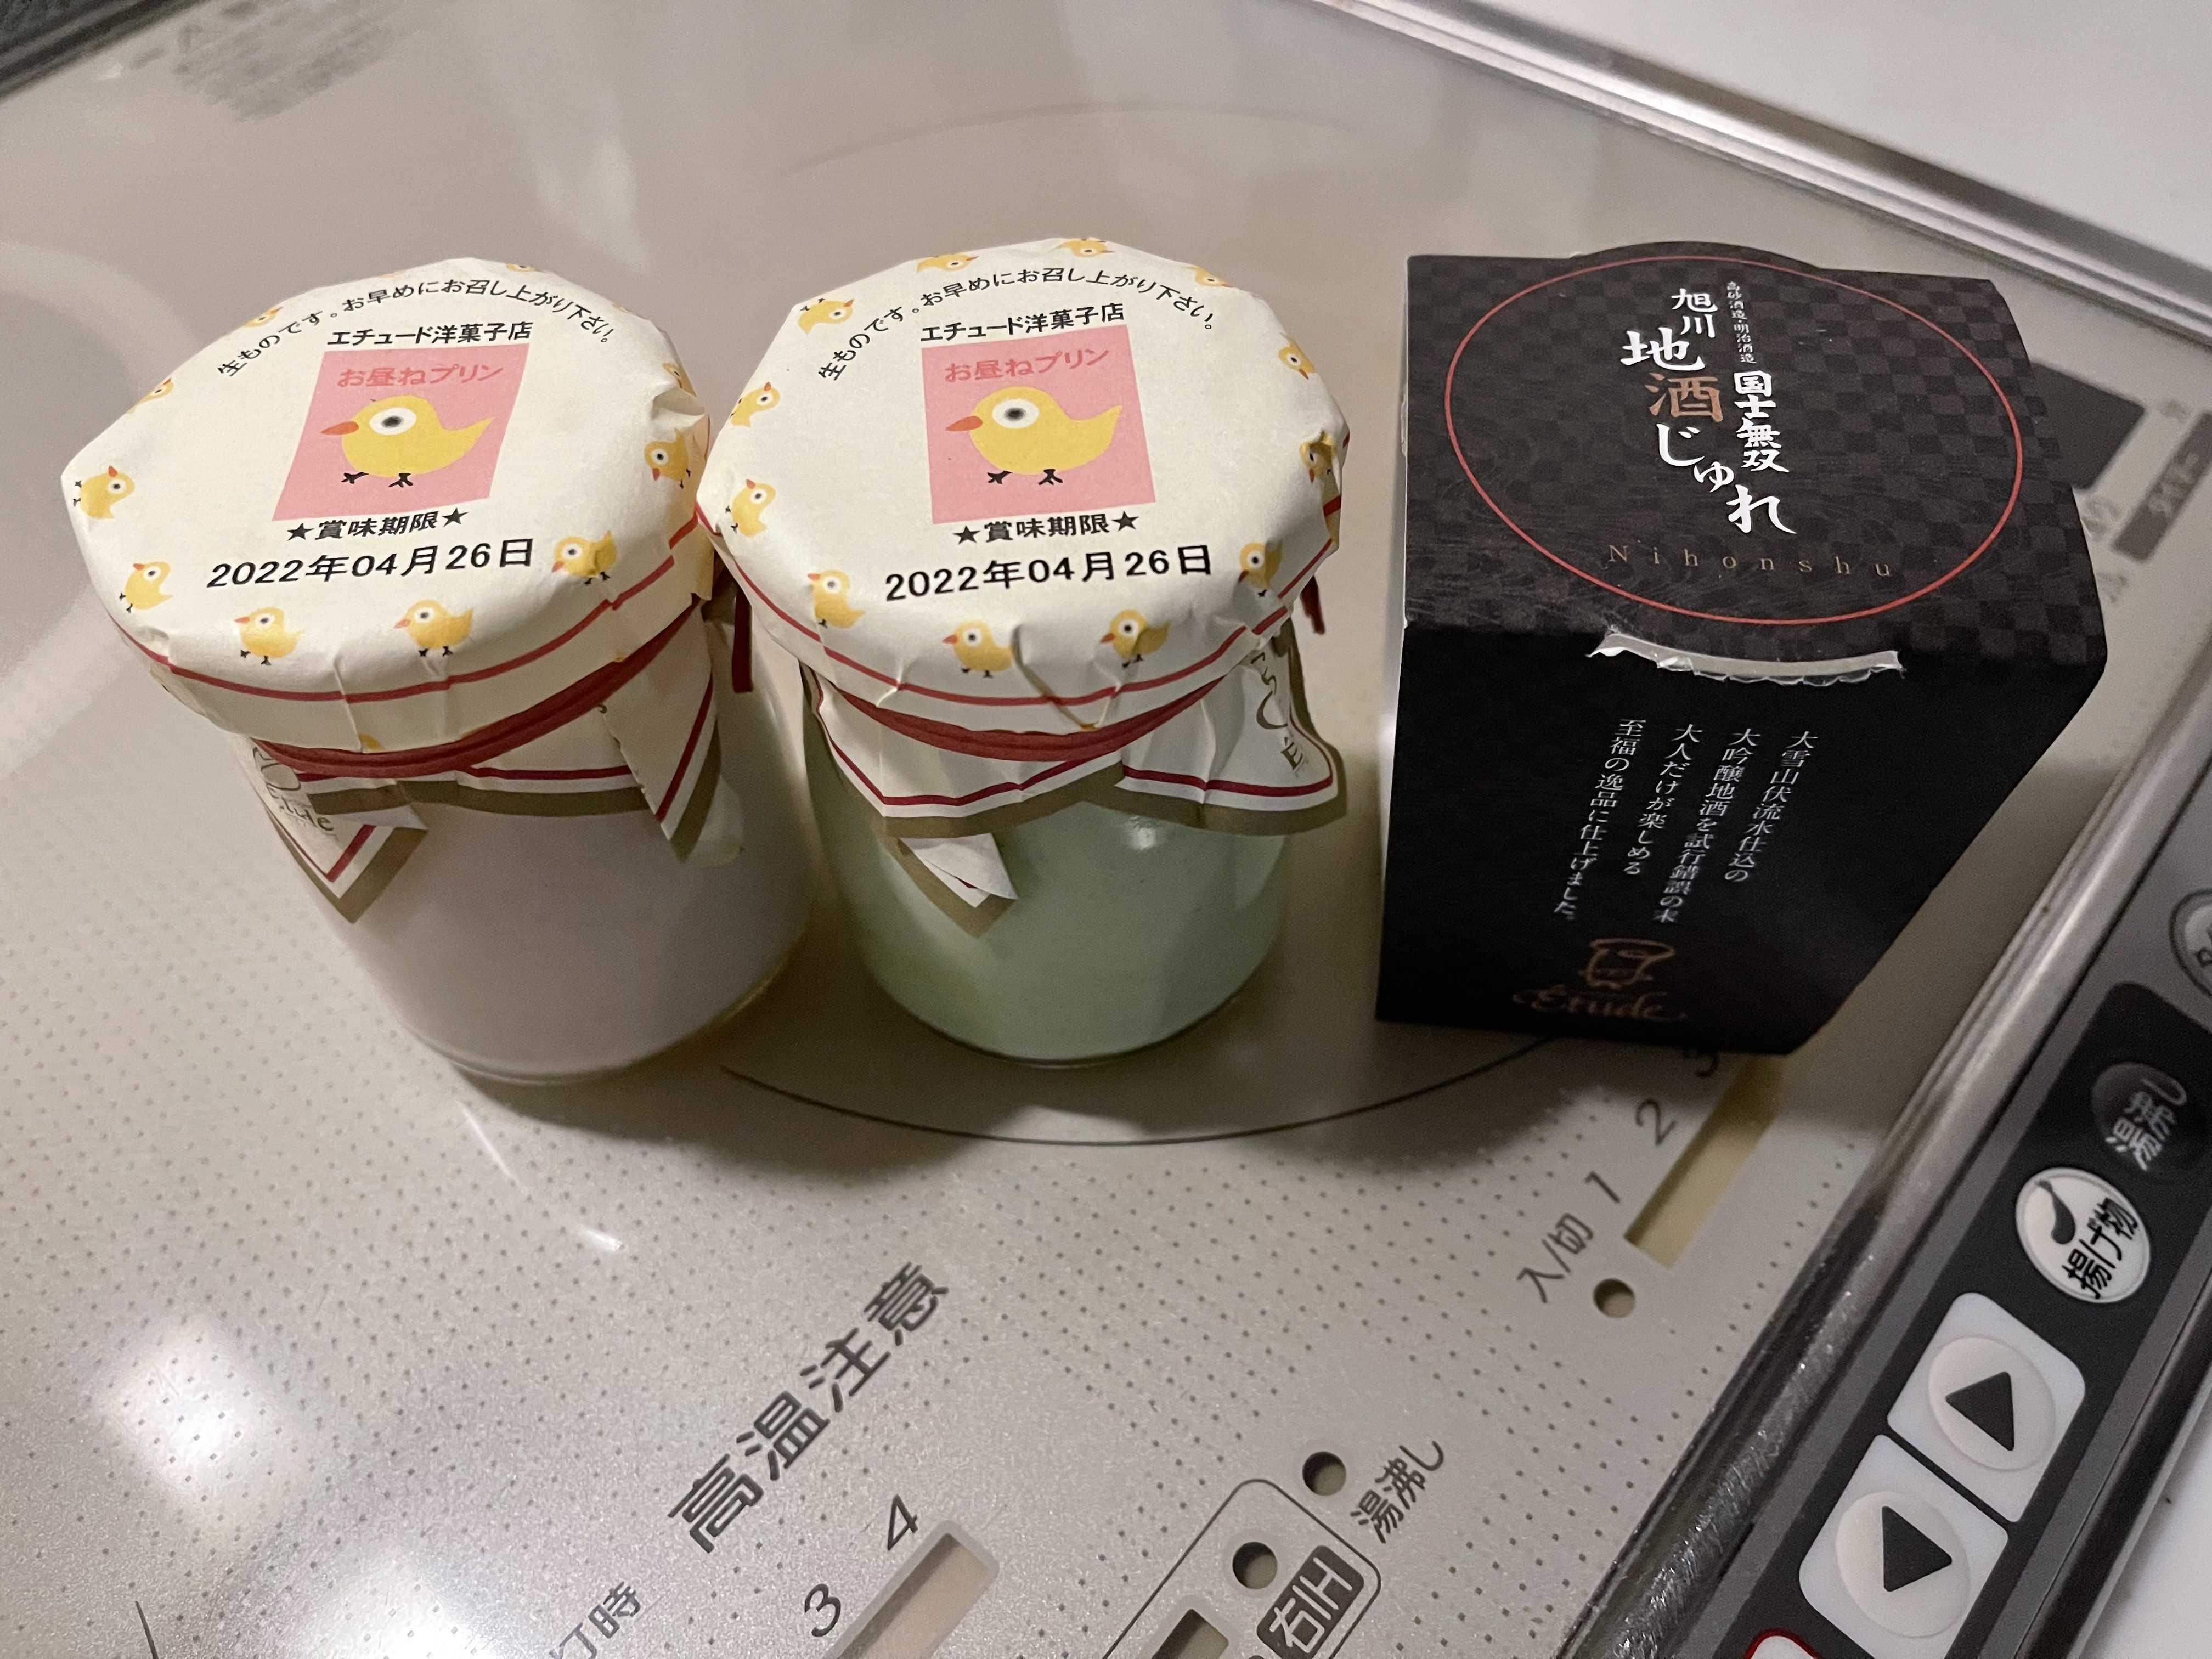 生ものです。お早めにお召し上がり下さい。
エチュード洋菓子店
お昼ねプリン
★賞味期限★
2022年04月26日
生ものです。お早めにお召し上がり下さい。
エチュード洋菓子店
お昼ねプリン
★賞味期限★
2022年04月26日
高砂酒造・明治酒造
国士無双
旭川
地酒じゅれ
Nihonshu
大雪山伏流水仕込の
大吟醸地酒を試行錯誤の末
大人だけが楽しめる
至福の逸品に仕上げました。
Etude
高温注意
入/切 1 2 3
3 4
湯沸し
右IH
湯沸し
揚げ物
灯時